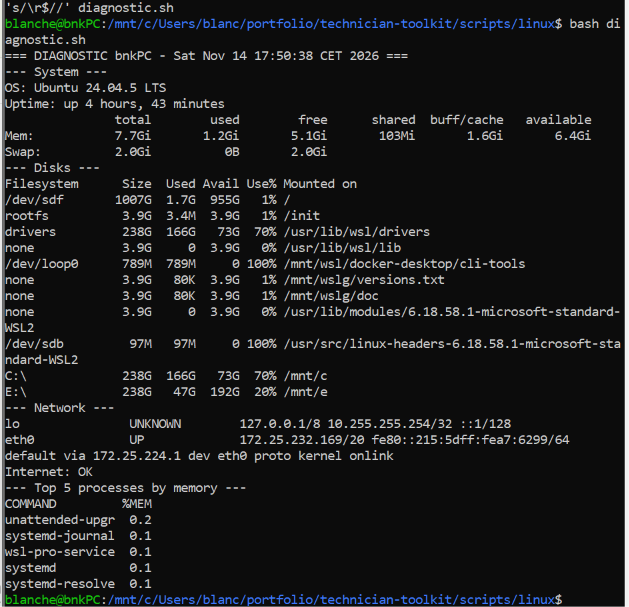 's/\r$//' diagnostic.sh
blanche@bnkPC:/mnt/c/Users/blanc/portfolio/technician-toolkit/scripts/linux$ bash di
agnostic.sh
=== DIAGNOSTIC bnkPC - Sat Nov 14 17:50:38 CET 2026 ===
--- System ---
OS: Ubuntu 24.04.5 LTS
Uptime: up 4 hours, 43 minutes
               total        used        free      shared  buff/cache   available
Mem:           7.7Gi       1.2Gi       5.1Gi       103Mi       1.6Gi       6.4Gi
Swap:          2.0Gi          0B       2.0Gi
--- Disks ---
Filesystem      Size  Used Avail Use% Mounted on
/dev/sdf       1007G  1.7G  955G   1% /
rootfs          3.9G  3.4M  3.9G   1% /init
drivers         238G  166G   73G  70% /usr/lib/wsl/drivers
none            3.9G     0  3.9G   0% /usr/lib/wsl/lib
/dev/loop0      789M  789M     0 100% /mnt/wsl/docker-desktop/cli-tools
none            3.9G   80K  3.9G   1% /mnt/wslg/versions.txt
none            3.9G   80K  3.9G   1% /mnt/wslg/doc
none            3.9G     0  3.9G   0% /usr/lib/modules/6.18.58.1-microsoft-standard-
WSL2
/dev/sdb         97M   97M     0 100% /usr/src/linux-headers-6.18.58.1-microsoft-sta
ndard-WSL2
C:\             238G  166G   73G  70% /mnt/c
E:\             238G   47G  192G  20% /mnt/e
--- Network ---
lo               UNKNOWN        127.0.0.1/8 10.255.255.254/32 ::1/128
eth0             UP             172.25.232.169/20 fe80::215:5dff:fea7:6299/64
default via 172.25.224.1 dev eth0 proto kernel onlink
Internet: OK
--- Top 5 processes by memory ---
COMMAND         %MEM
unattended-upgr  0.2
systemd-journal  0.1
wsl-pro-service  0.1
systemd          0.1
systemd-resolve  0.1
blanche@bnkPC:/mnt/c/Users/blanc/portfolio/technician-toolkit/scripts/linux$